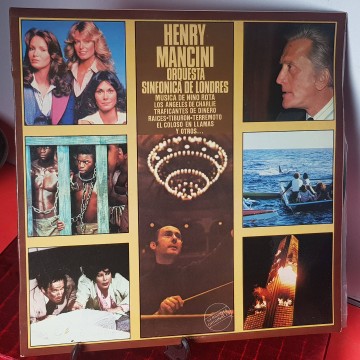 HENRY
MANCINI
ORQUESTA
SINFONICA DE LONDRES
MUSICA DE NINO ROTA
LOS ANGELES DE CHARLIE
TRAFICANTES DE DINERO
RAICES•TIBURON•TERREMOTO
EL COLOSO EN LLAMAS
Y OTROS...